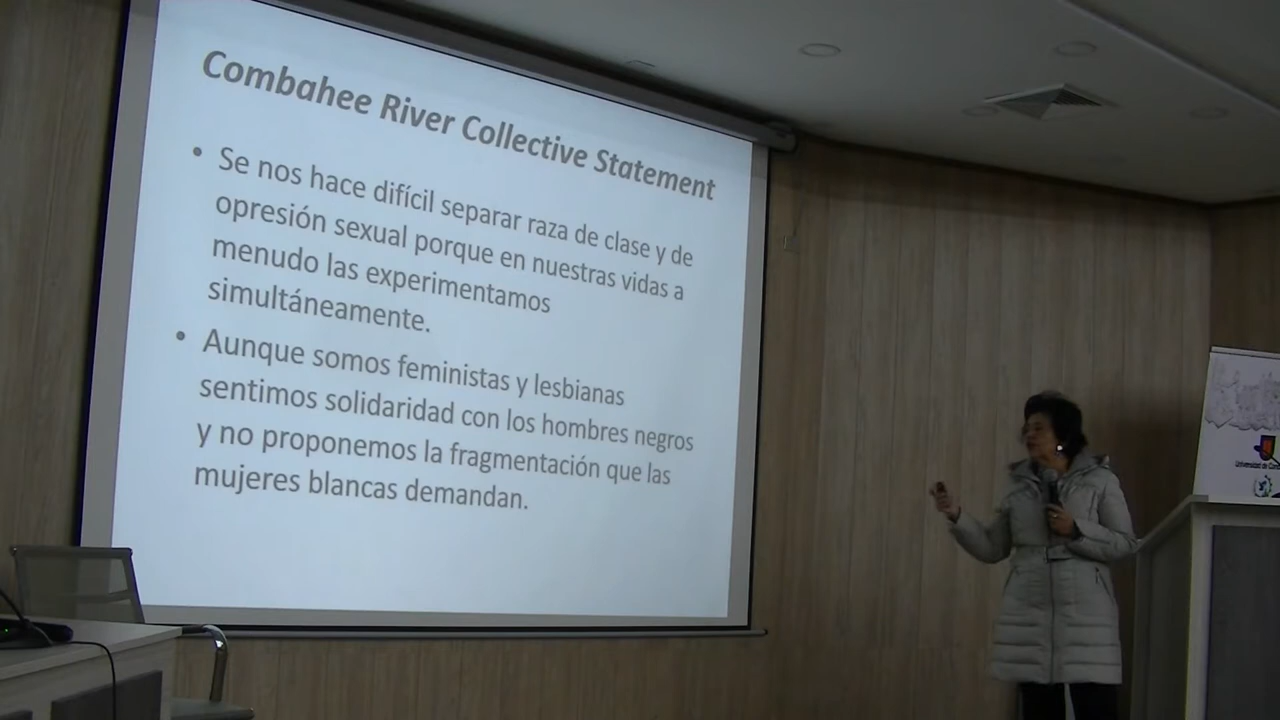 Combahee River Collective Statement
• Se nos hace difícil separar raza de clase y de
opresión sexual porque en nuestras vidas a
menudo las experimentamos
simultáneamente.
• Aunque somos feministas y lesbianas
sentimos solidaridad con los hombres negros
y no proponemos la fragmentación que las
mujeres blancas demandan.
Universidad de